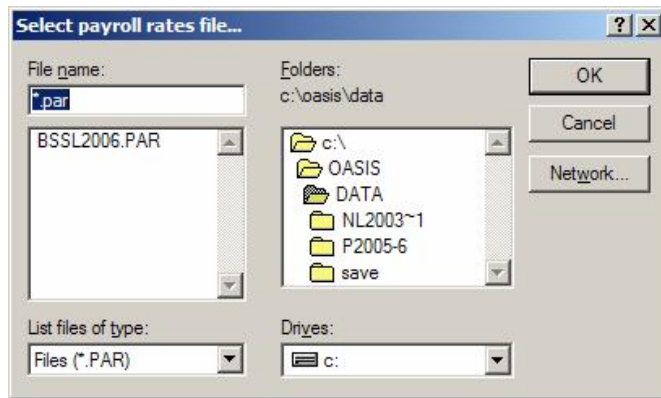 Select payroll rates file...
File name:
*.par
BSSL2006.PAR
List files of type:
Files (*.PAR)
Folders:
c:\oasis\data
c:\
OASIS
DATA
NL2003~1
P2005-6
save
Drives:
c:
OK
Cancel
Network...